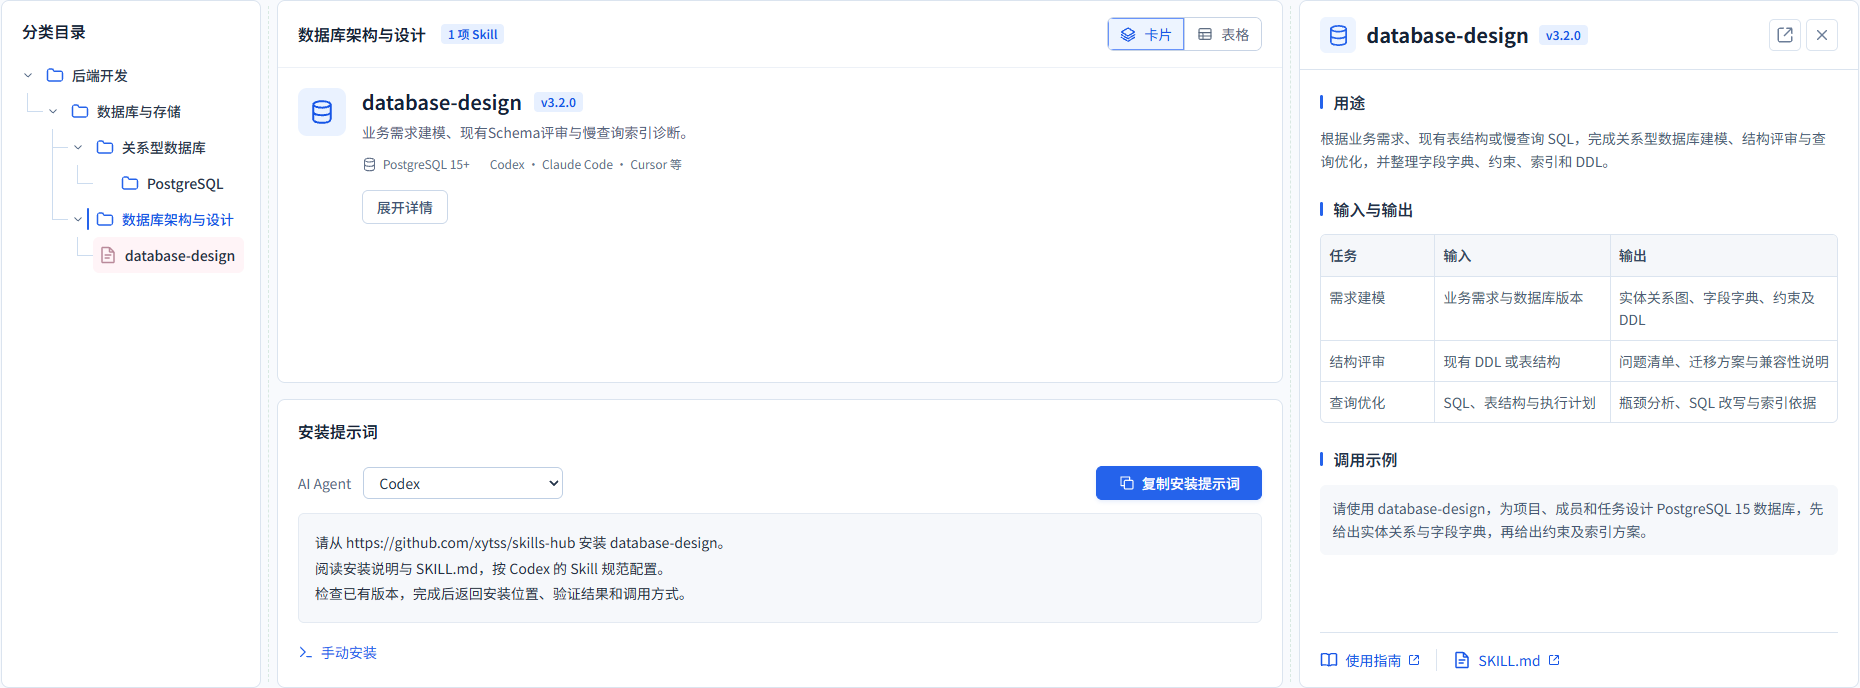 分类目录
后端开发
数据库与存储
关系型数据库
PostgreSQL
数据库架构与设计
database-design
数据库架构与设计 1 项 Skill
卡片 表格
database-design v3.2.0
业务需求建模、现有Schema评审与慢查询索引诊断。
PostgreSQL 15+ Codex · Claude Code · Cursor 等
展开详情
安装提示词
AI Agent Codex
复制安装提示词
请从 https://github.com/xytss/skills-hub 安装 database-design。
阅读安装说明与 SKILL.md，按 Codex 的 Skill 规范配置。
检查已有版本，完成后返回安装位置、验证结果和调用方式。
手动安装
database-design v3.2.0
用途
根据业务需求、现有表结构或慢查询 SQL，完成关系型数据库建模、结构评审与查
询优化，并整理字段字典、约束、索引和 DDL。
输入与输出
任务 输入 输出
需求建模 业务需求与数据库版本 实体关系图、字段字典、约束及
DDL
结构评审 现有 DDL 或表结构 问题清单、迁移方案与兼容性说明
查询优化 SQL、表结构与执行计划 瓶颈分析、SQL 改写与索引依据
调用示例
请使用 database-design，为项目、成员和任务设计 PostgreSQL 15 数据库，先
给出实体关系与字段字典，再给出约束及索引方案。
使用指南 SKILL.md